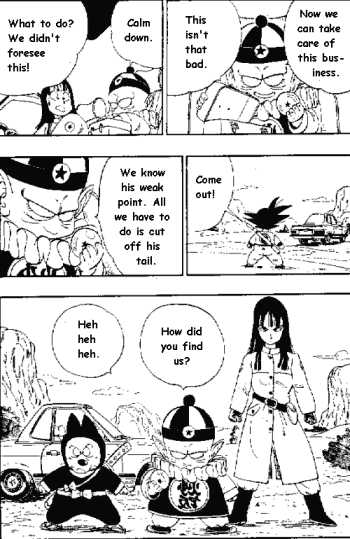 What to do?
We didn't
foresee
this!
Calm
down.
This
isn't
that
bad.
Now we
can take
care of
this bus-
iness.
We know
his weak
point. All
we have to
do is cut
off his
tail.
Come
out!
Heh
heh
heh.
How did
you find
us?